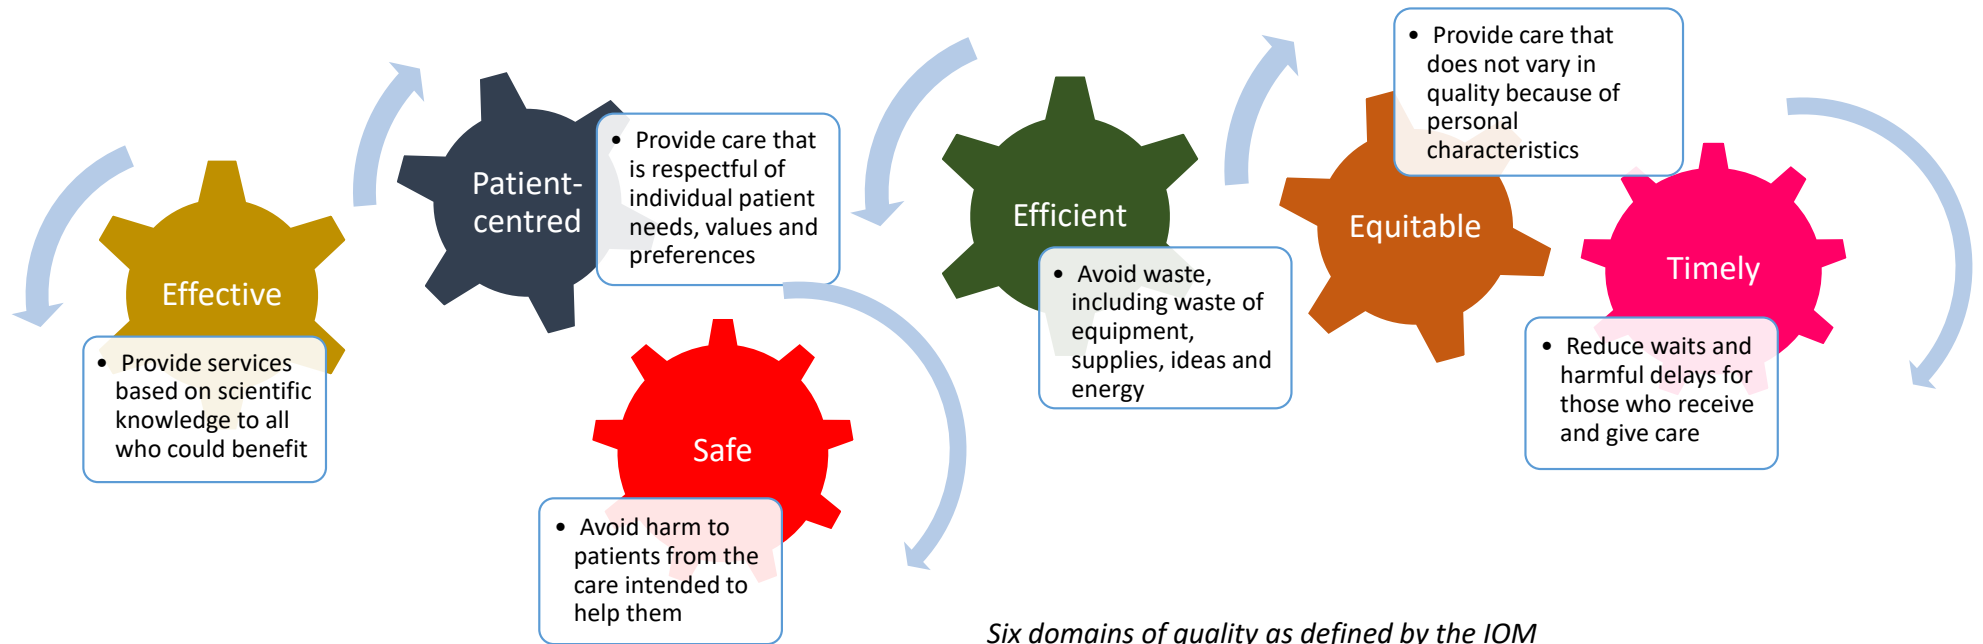 Effective
• Provide services
based on scientific
knowledge to all
who could benefit
Patient-
centred
• Provide care that
is respectful of
individual patient
needs, values and
preferences
Safe
• Avoid harm to
patients from the
care intended to
help them
Efficient
• Avoid waste,
including waste of
equipment,
supplies, ideas and
energy
Equitable
• Provide care that
does not vary in
quality because of
personal
characteristics
Timely
• Reduce waits and
harmful delays for
those who receive
and give care
Six domains of quality as defined by the IOM